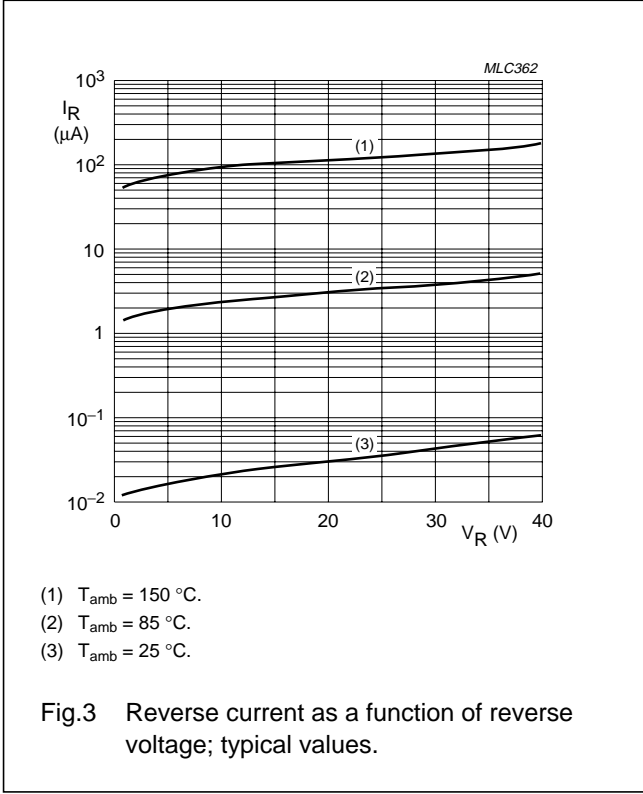 MLC362
10³
I_R
(µA)
(1)
10²
10
(2)
1
10⁻¹
(3)
10⁻²
0 10 20 30 40
V_R (V)
(1) T_amb = 150 °C.
(2) T_amb = 85 °C.
(3) T_amb = 25 °C.
Fig.3 Reverse current as a function of reverse
voltage; typical values.